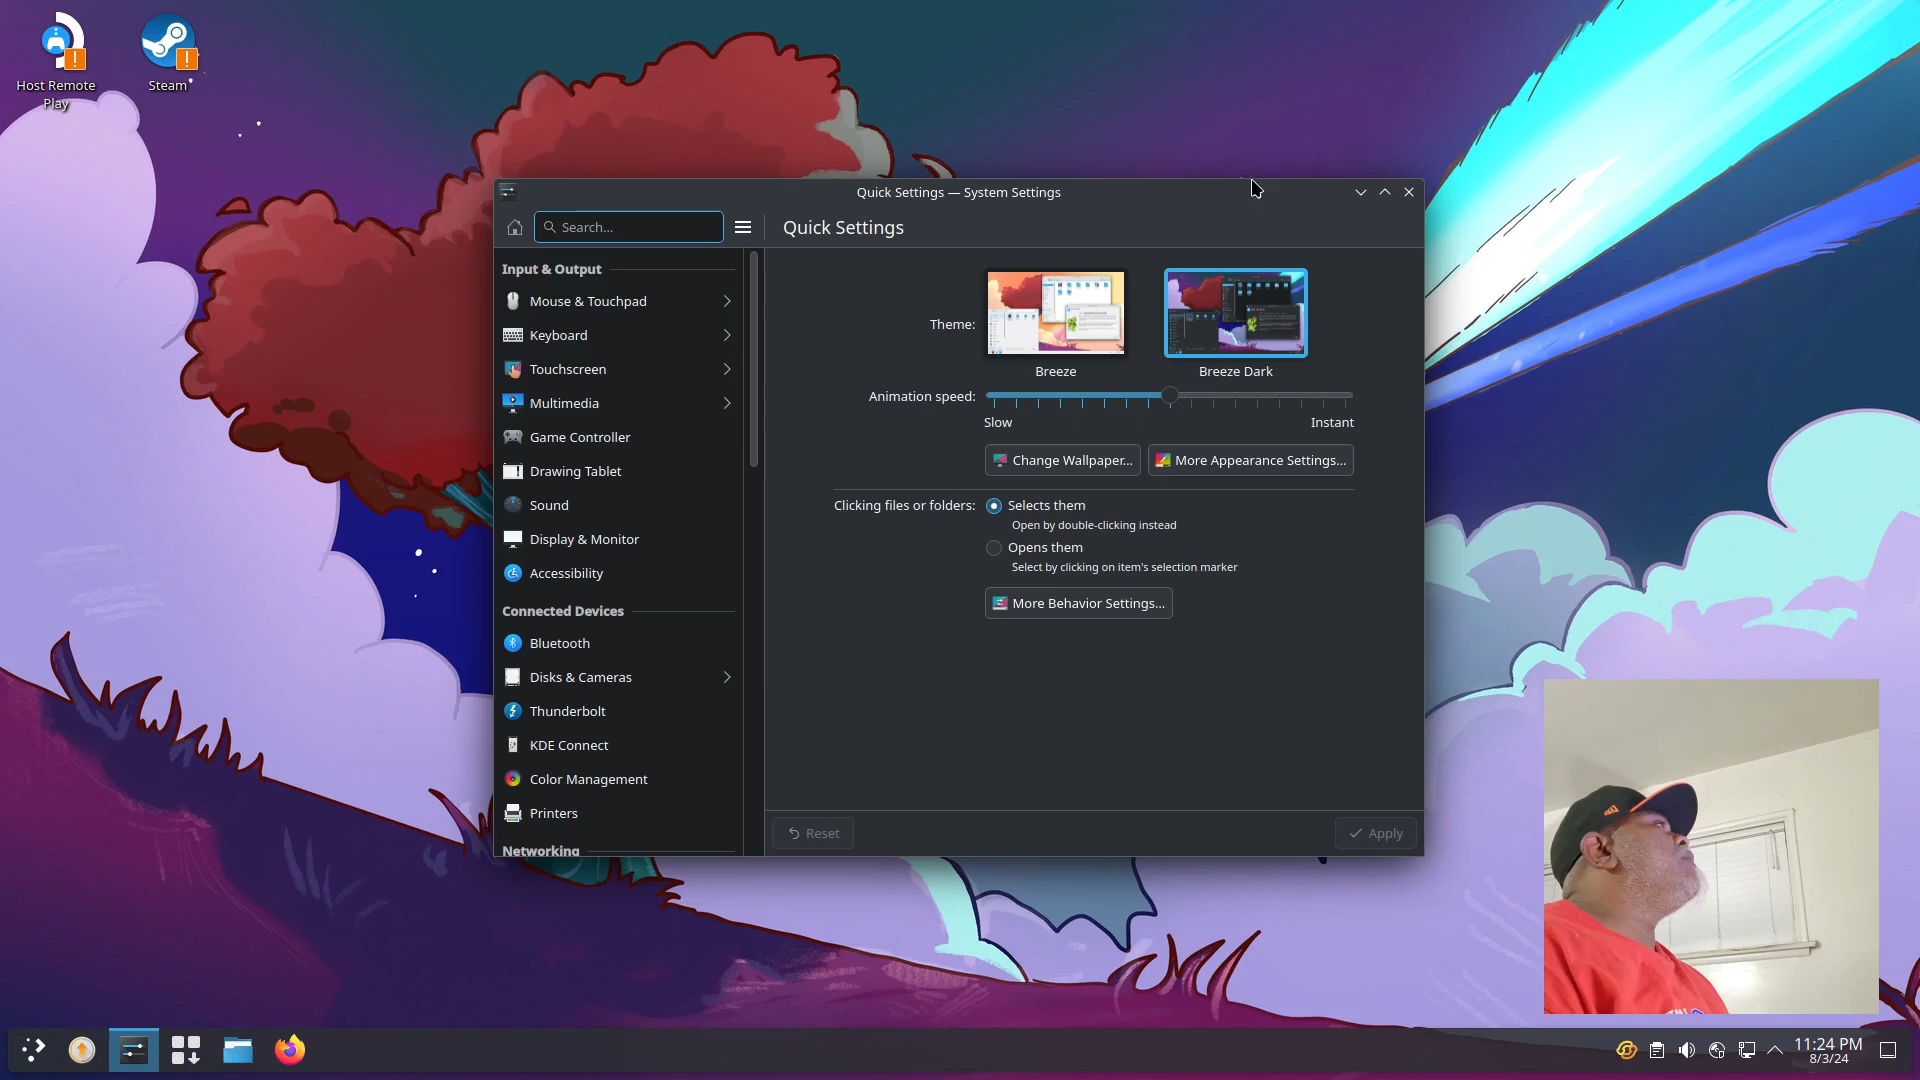 Host Remote
Play
Steam
Quick Settings — System Settings
Search...
Quick Settings
Input & Output
Mouse & Touchpad
Keyboard
Touchscreen
Multimedia
Game Controller
Drawing Tablet
Sound
Display & Monitor
Accessibility
Connected Devices
Bluetooth
Disks & Cameras
Thunderbolt
KDE Connect
Color Management
Printers
Networking
Theme:
Breeze
Breeze Dark
Animation speed:
Slow
Instant
Change Wallpaper...
More Appearance Settings...
Clicking files or folders:
Selects them
Open by double-clicking instead
Opens them
Select by clicking on item's selection marker
More Behavior Settings...
Reset
Apply
11:24 PM
8/3/24